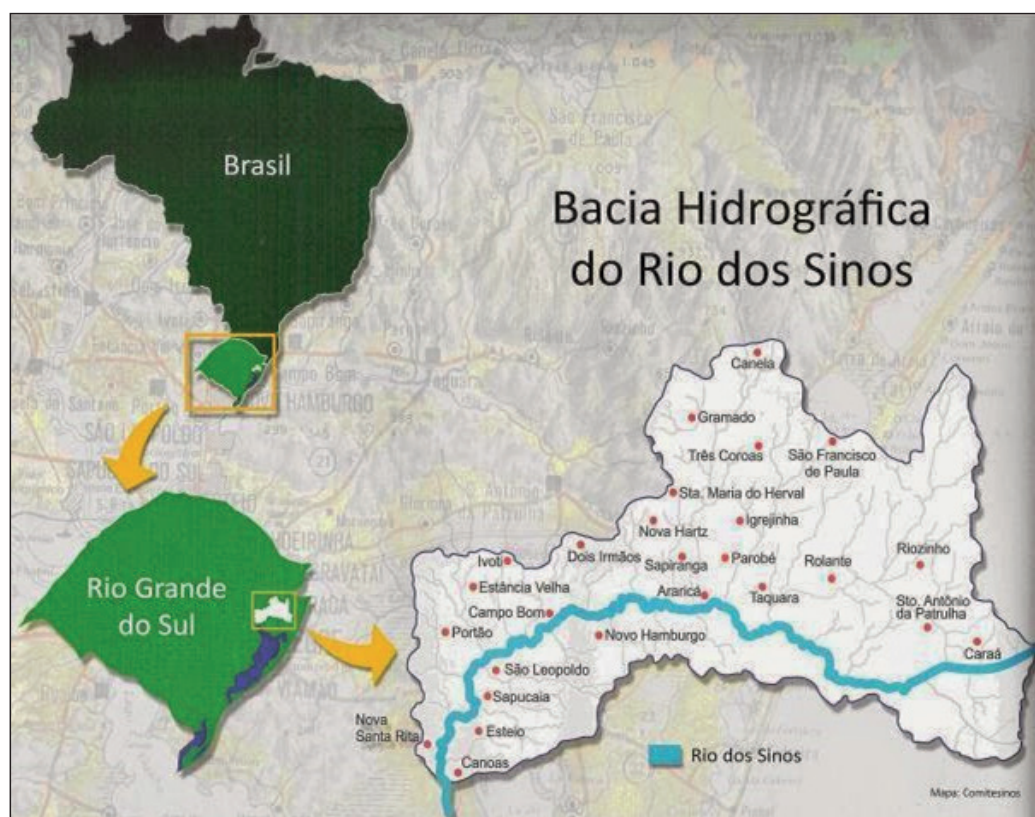 Brasil
Bacia Hidrográfica
do Rio dos Sinos
Rio Grande
do Sul
Canela
Gramado
Três Coroas
São Francisco
de Paula
Sta. Maria do Herval
Nova Hartz
Igrejinha
Dois Irmãos
Ivoti
Sapiranga
Parobé
Rolante
Riozinho
Estância Velha
Araricá
Taquara
Sto. Antônio
da Patrulha
Campo Bom
Portão
Novo Hamburgo
Caraá
São Leopoldo
Sapucaia
Nova
Santa Rita
Esteio
Canoas
Rio dos Sinos
Mapa: Comitesinos